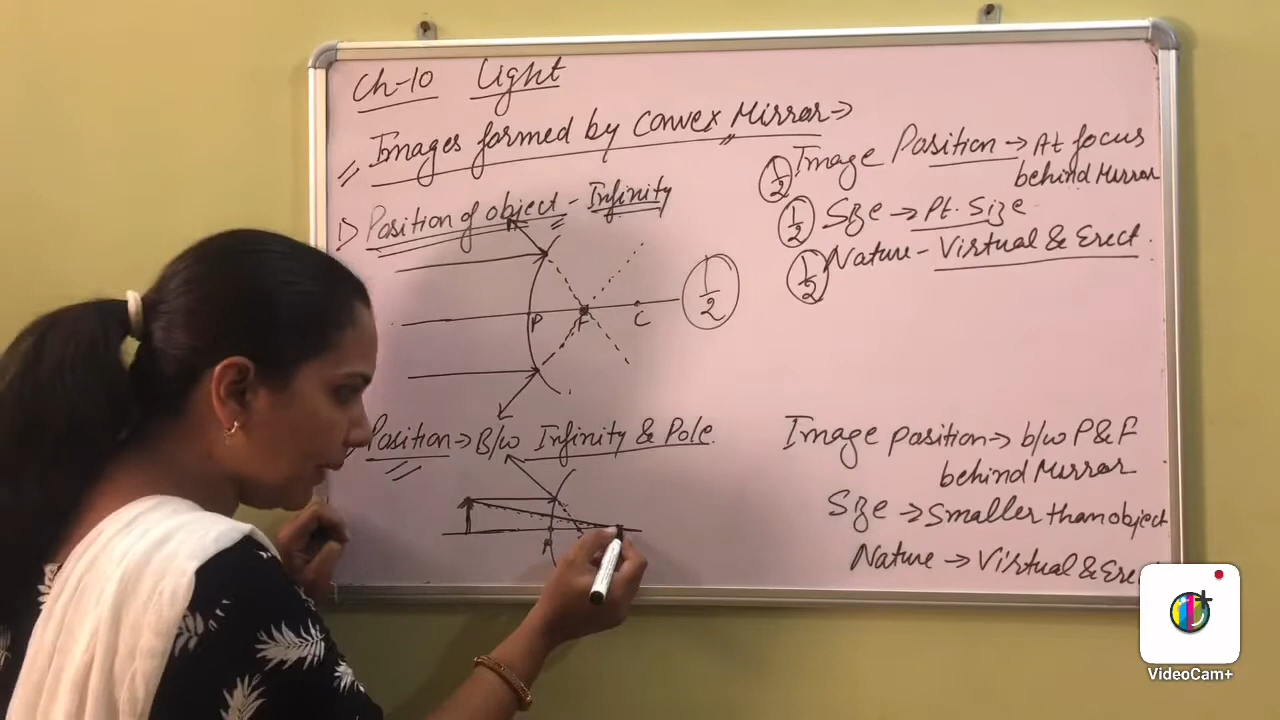 Ch-10 Light
Images formed by Convex Mirror →
1) Position of object - Infinity
P F C
1/2
1/2 Image Position → At focus
behind Mirror
1/2 Size → Pt. Size
1/2 Nature - Virtual & Erect.
Position → B/w Infinity & Pole.
Image position → b/w P & F
behind Mirror
Size → Smaller than object
Nature → Virtual & Erec
VideoCam+